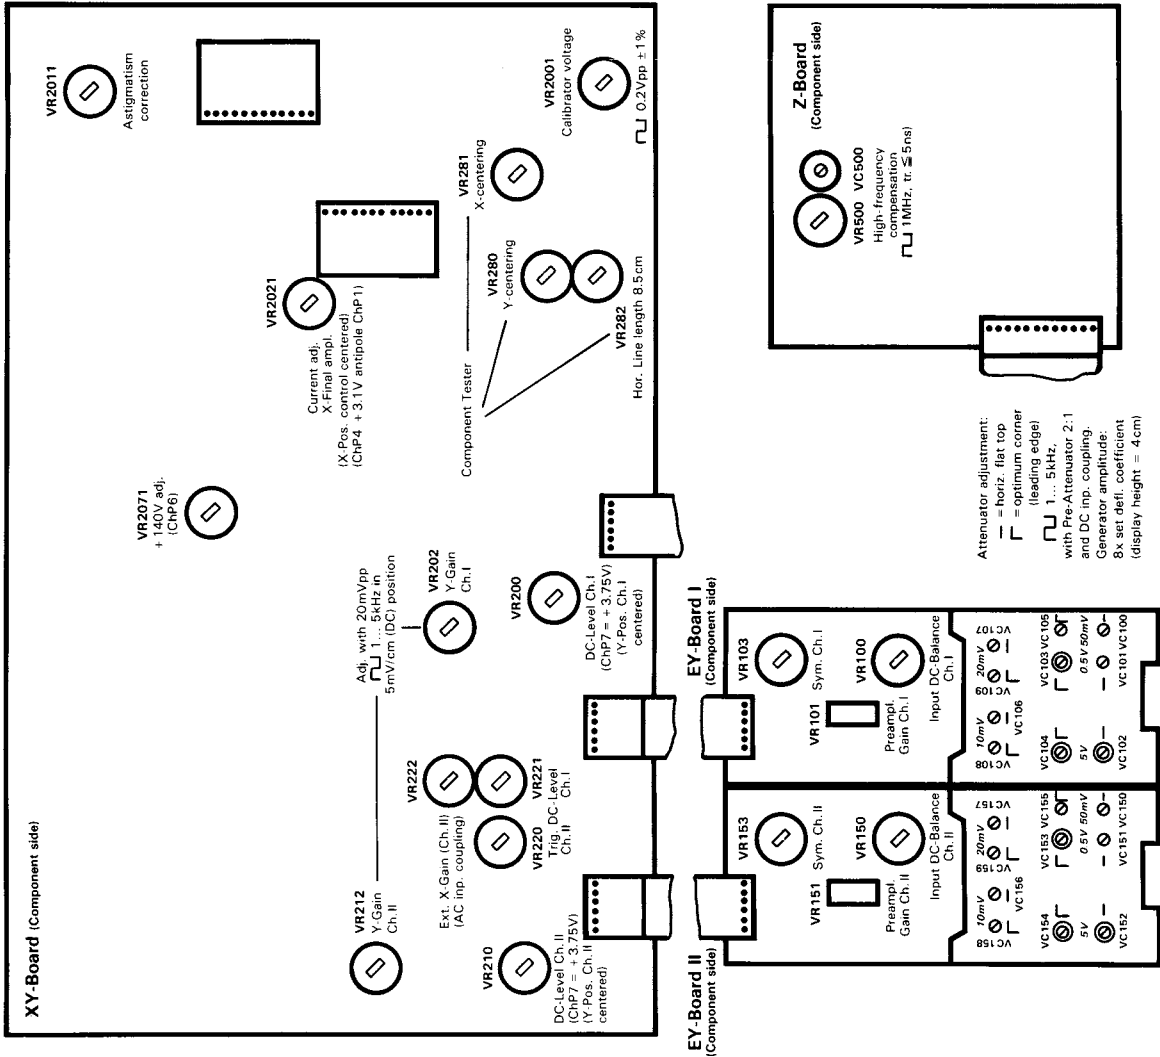 XY-Board (Component side)
VR2011
Astigmatism
correction
VR2001
Calibrator voltage
0.2Vpp ±1%
VR281
X-centering
VR280
Y-centering
VR282
Hor. Line length 8.5cm
Component Tester
VR2021
Current adj.
X-Final ampl.
(X-Pos. control centered)
(ChP4 + 3.1V antipole ChP1)
VR2071
+ 140V adj.
(ChP6)
Adj. with 20mVpp
1... 5kHz in
5mV/cm (DC) position
VR202
Y-Gain
Ch.I
VR200
DC-Level Ch.I
(ChP7 = + 3.75V)
(Y-Pos. Ch.I
centered)
VR222
VR221
Ext. X-Gain (Ch.II)
(AC inp. coupling)
VR220
Trig. DC-Level
Ch.II
Ch.I
VR212
Y-Gain
Ch.II
VR210
DC-Level Ch.II
(ChP7 = + 3.75V)
(Y-Pos. Ch.II
centered)
Z-Board
(Component side)
VR500 VC500
High-frequency
compensation
1MHz, tr. ≦ 5ns)
Attenuator adjustment:
= horiz. flat top
= optimum corner
(leading edge)
1... 5kHz,
with Pre-Attenuator 2:1
and DC inp. coupling.
Generator amplitude:
8x set defl. coefficient
(display height = 4cm)
EY-Board I
(Component side)
VR103
Sym. Ch.I
VR101
Preampl.
Gain Ch.I
VR100
Input DC-Balance
Ch.I
10mV
20mV
VC107
VC108
VC106
VC109
VC104
VC103 VC105
5V
0.5V 50mV
VC102
VC101 VC100
EY-Board II
(Component side)
VR153
Sym. Ch.II
VR151
Preampl.
Gain Ch.II
VR150
Input DC-Balance
Ch.II
10mV
20mV
VC157
VC158
VC156
VC159
VC154
VC153 VC155
5V
0.5V 50mV
VC152
VC151 VC150